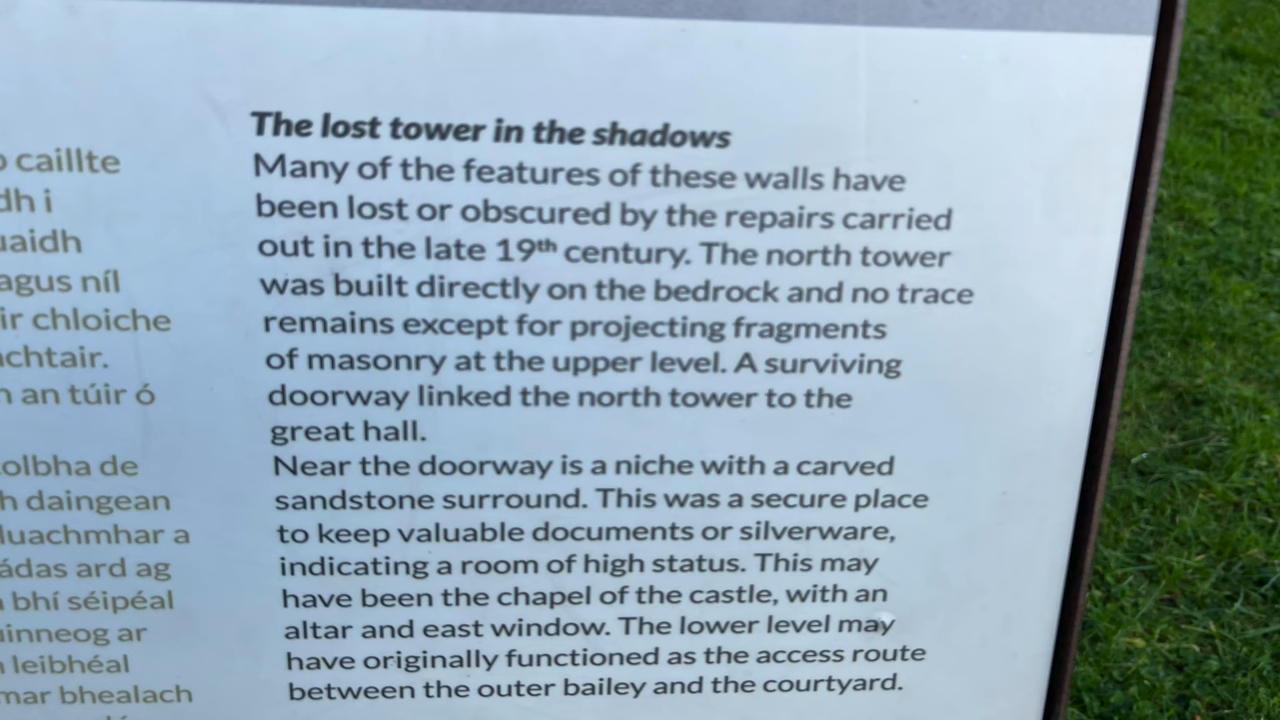 caillte
dh i
uaidh
agus níl
ir chloiche
achtair.
an túir ó
olbha de
h daingean
luachmhar a
ádas ard ag
bhí séipéal
uinneog ar
leibhéal
mar bhealach
The lost tower in the shadows
Many of the features of these walls have
been lost or obscured by the repairs carried
out in the late 19th century. The north tower
was built directly on the bedrock and no trace
remains except for projecting fragments
of masonry at the upper level. A surviving
doorway linked the north tower to the
great hall.
Near the doorway is a niche with a carved
sandstone surround. This was a secure place
to keep valuable documents or silverware,
indicating a room of high status. This may
have been the chapel of the castle, with an
altar and east window. The lower level may
have originally functioned as the access route
between the outer bailey and the courtyard.